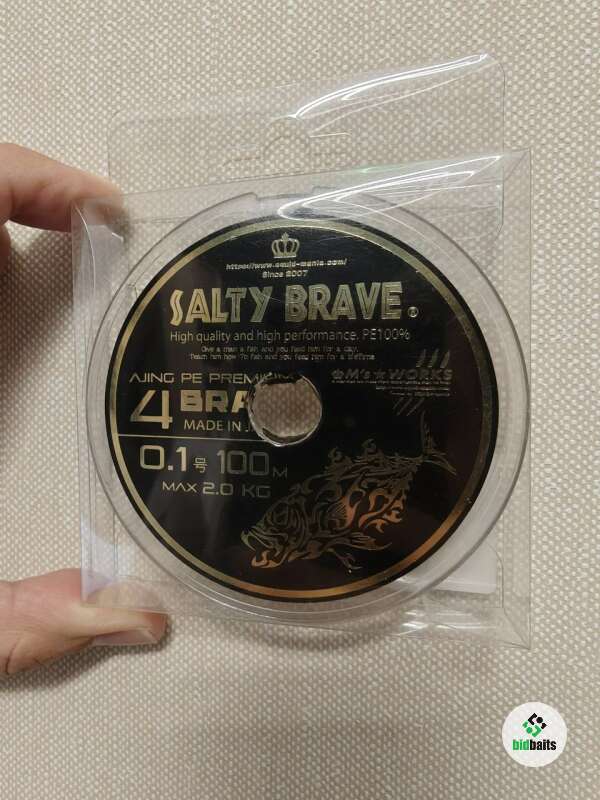 https://www.squid-mania.com/
Since 2007
SALTY BRAVE ®
High quality and high performance. PE100%
Give a man a fish and you feed him for a day.
Teach him how to fish and you feed him for a lifetime
AJING PE PREMIUM
M's★WORKS
4 BRA
MADE IN J
0.1号 100M
MAX 2.0 KG
bidbaits